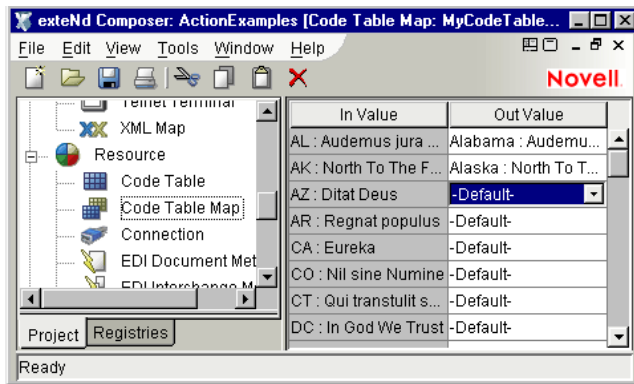 exteNd Composer: ActionExamples [Code Table Map: MyCodeTable...
File Edit View Tools Window Help
Novell
XML Map
Resource
Code Table
Code Table Map
Connection
EDI Document Met
Project Registries
In Value Out Value
AL : Audemus jura ... Alabama : Audemu...
AK : North To The F... Alaska : North To T...
AZ : Ditat Deus -Default-
AR : Regnat populus -Default-
CA : Eureka -Default-
CO : Nil sine Numine -Default-
CT : Qui transtulit s... -Default-
DC : In God We Trust -Default-
Ready